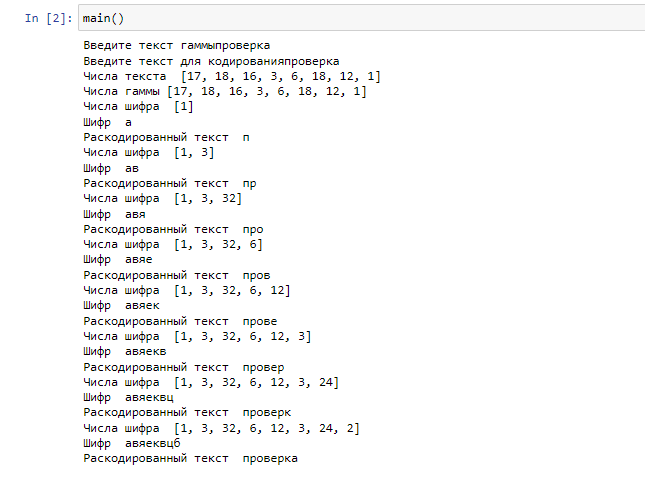 In [2]: main()
Введите текст гаммыпроверка
Введите текст для кодированияпроверка
Числа текста  [17, 18, 16, 3, 6, 18, 12, 1]
Числа гаммы [17, 18, 16, 3, 6, 18, 12, 1]
Числа шифра  [1]
Шифр  а
Раскодированный текст  п
Числа шифра  [1, 3]
Шифр  ав
Раскодированный текст  пр
Числа шифра  [1, 3, 32]
Шифр  авя
Раскодированный текст  про
Числа шифра  [1, 3, 32, 6]
Шифр  авяе
Раскодированный текст  пров
Числа шифра  [1, 3, 32, 6, 12]
Шифр  авяек
Раскодированный текст  прове
Числа шифра  [1, 3, 32, 6, 12, 3]
Шифр  авяекв
Раскодированный текст  провер
Числа шифра  [1, 3, 32, 6, 12, 3, 24]
Шифр  авяеквц
Раскодированный текст  проверк
Числа шифра  [1, 3, 32, 6, 12, 3, 24, 2]
Шифр  авяеквцб
Раскодированный текст  проверка